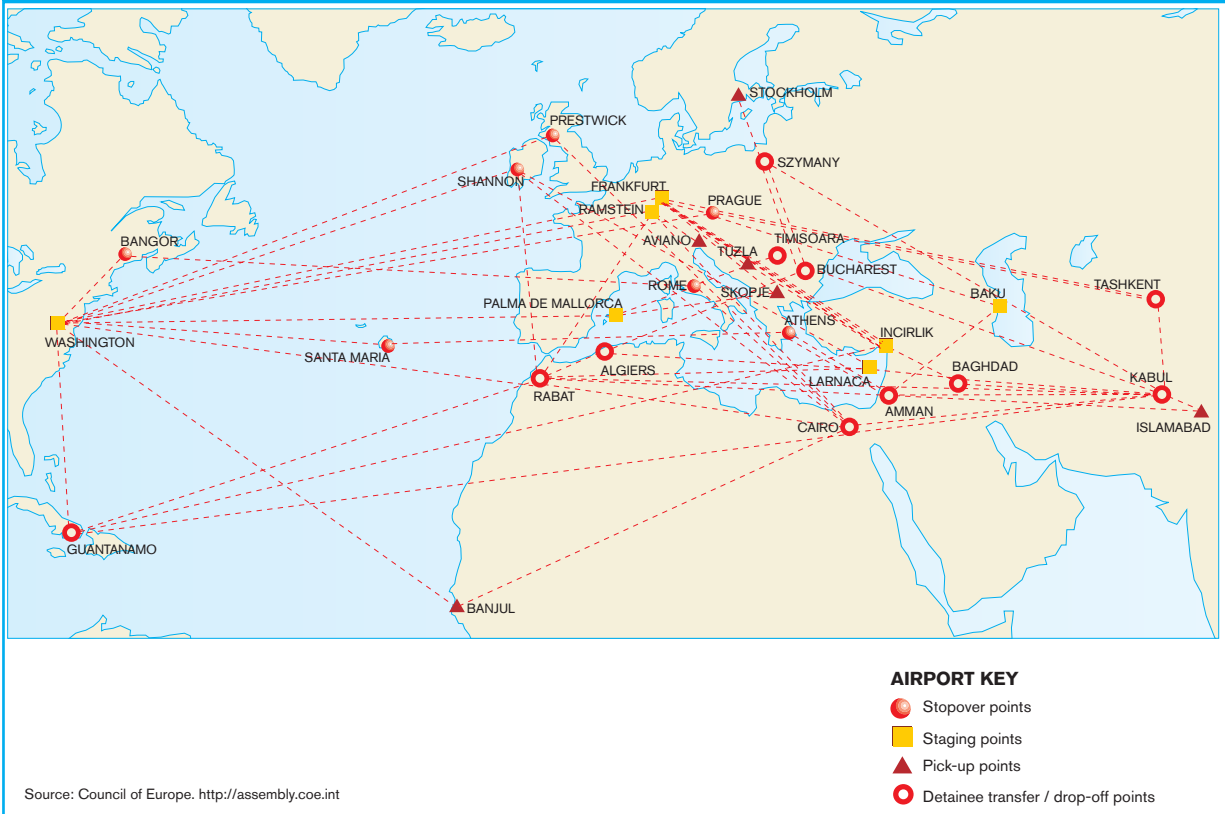 STOCKHOLM
PRESTWICK
SZYMANY
SHANNON
FRANKFURT
RAMSTEIN
PRAGUE
BANGOR
AVIANO
TUZLA
TIMISOARA
BUCHAREST
ROME
SKOPJE
BAKU
TASHKENT
PALMA DE MALLORCA
ATHENS
WASHINGTON
INCIRLIK
SANTA MARIA
ALGIERS
BAGHDAD
LARNACA
KABUL
RABAT
AMMAN
CAIRO
ISLAMABAD
GUANTANAMO
BANJUL
AIRPORT KEY
Stopover points
Staging points
Pick-up points
Detainee transfer / drop-off points
Source: Council of Europe. http://assembly.coe.int